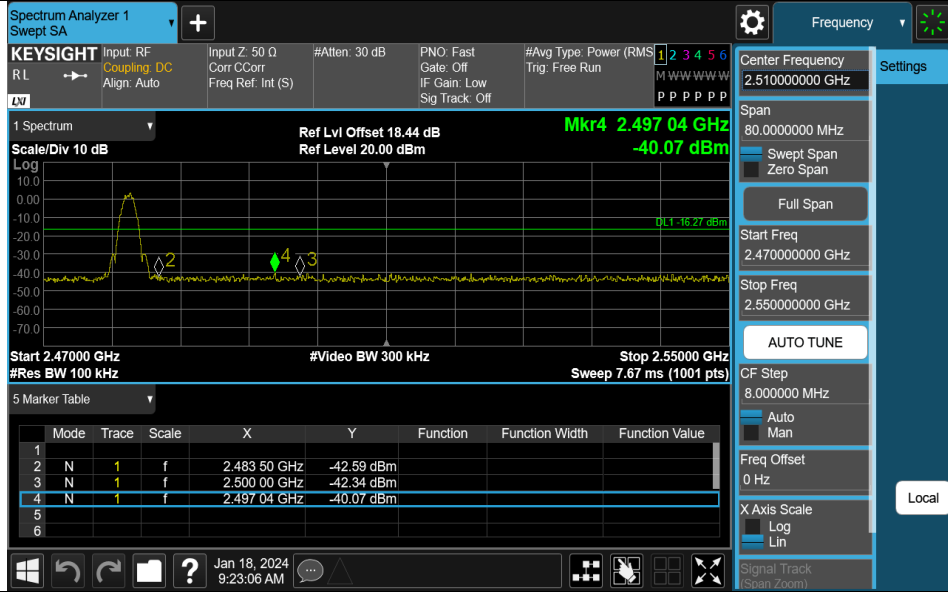 Spectrum Analyzer 1
Swept SA
+
Frequency
KEYSIGHT
R L
LXI
Input: RF
Coupling: DC
Align: Auto
Input Z: 50 Ω
Corr CCorr
Freq Ref: Int (S)
#Atten: 30 dB
PNO: Fast
Gate: Off
IF Gain: Low
Sig Track: Off
#Avg Type: Power (RMS
Trig: Free Run
1 2 3 4 5 6
M W W W W W
P P P P P P
1 Spectrum
Scale/Div 10 dB
Log
Ref Lvl Offset 18.44 dB
Ref Level 20.00 dBm
Mkr4 2.497 04 GHz
-40.07 dBm
10.0
0.00
-10.0
-20.0
-30.0
-40.0
-50.0
-60.0
-70.0
DL1 -16.27 dBm
2
4
3
Start 2.47000 GHz
#Video BW 300 kHz
Stop 2.55000 GHz
#Res BW 100 kHz
Sweep 7.67 ms (1001 pts)
5 Marker Table
Mode Trace Scale X Y Function Function Width Function Value
1
2 N 1 f 2.483 50 GHz -42.59 dBm
3 N 1 f 2.500 00 GHz -42.34 dBm
4 N 1 f 2.497 04 GHz -40.07 dBm
5
6
?
Jan 18, 2024
9:23:06 AM
Center Frequency
2.510000000 GHz
Span
80.0000000 MHz
Swept Span
Zero Span
Full Span
Start Freq
2.470000000 GHz
Stop Freq
2.550000000 GHz
AUTO TUNE
CF Step
8.000000 MHz
Auto
Man
Freq Offset
0 Hz
X Axis Scale
Log
Lin
Signal Track
(Span Zoom)
Settings
Local